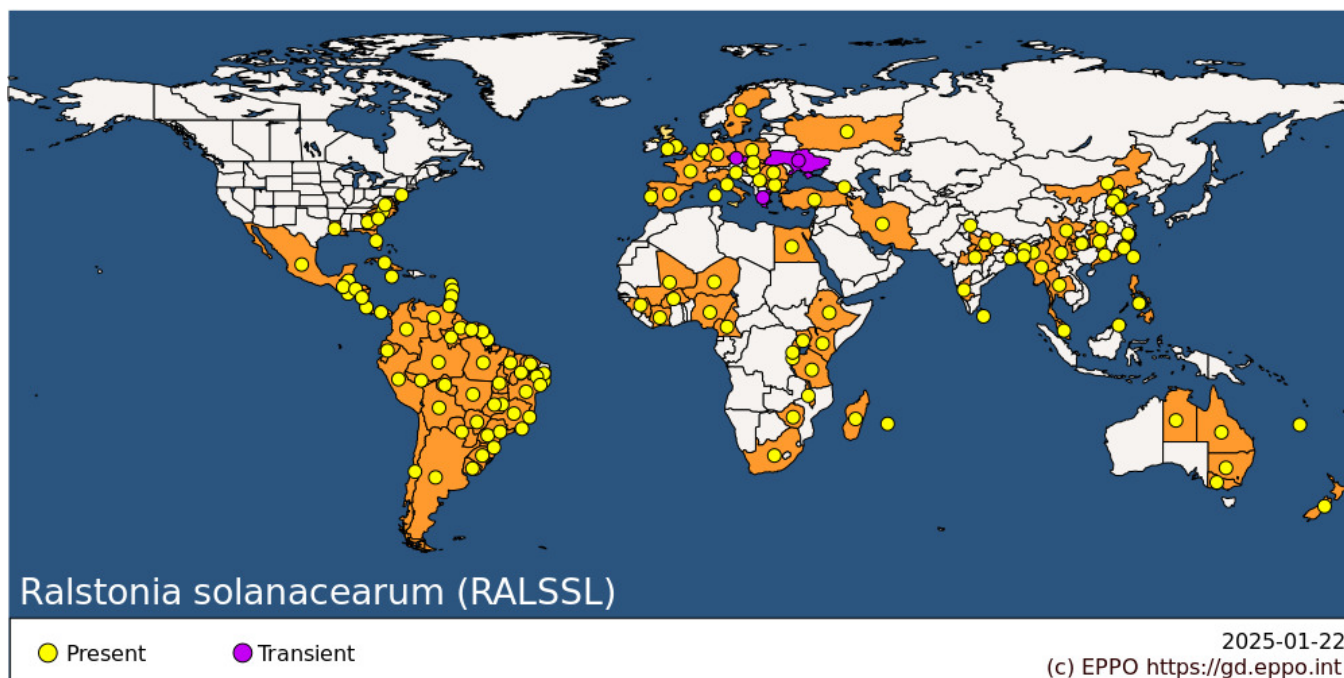 Ralstonia solanacearum (RALSSL)
Present
Transient
2025-01-22
(c) EPPO https://gd.eppo.int